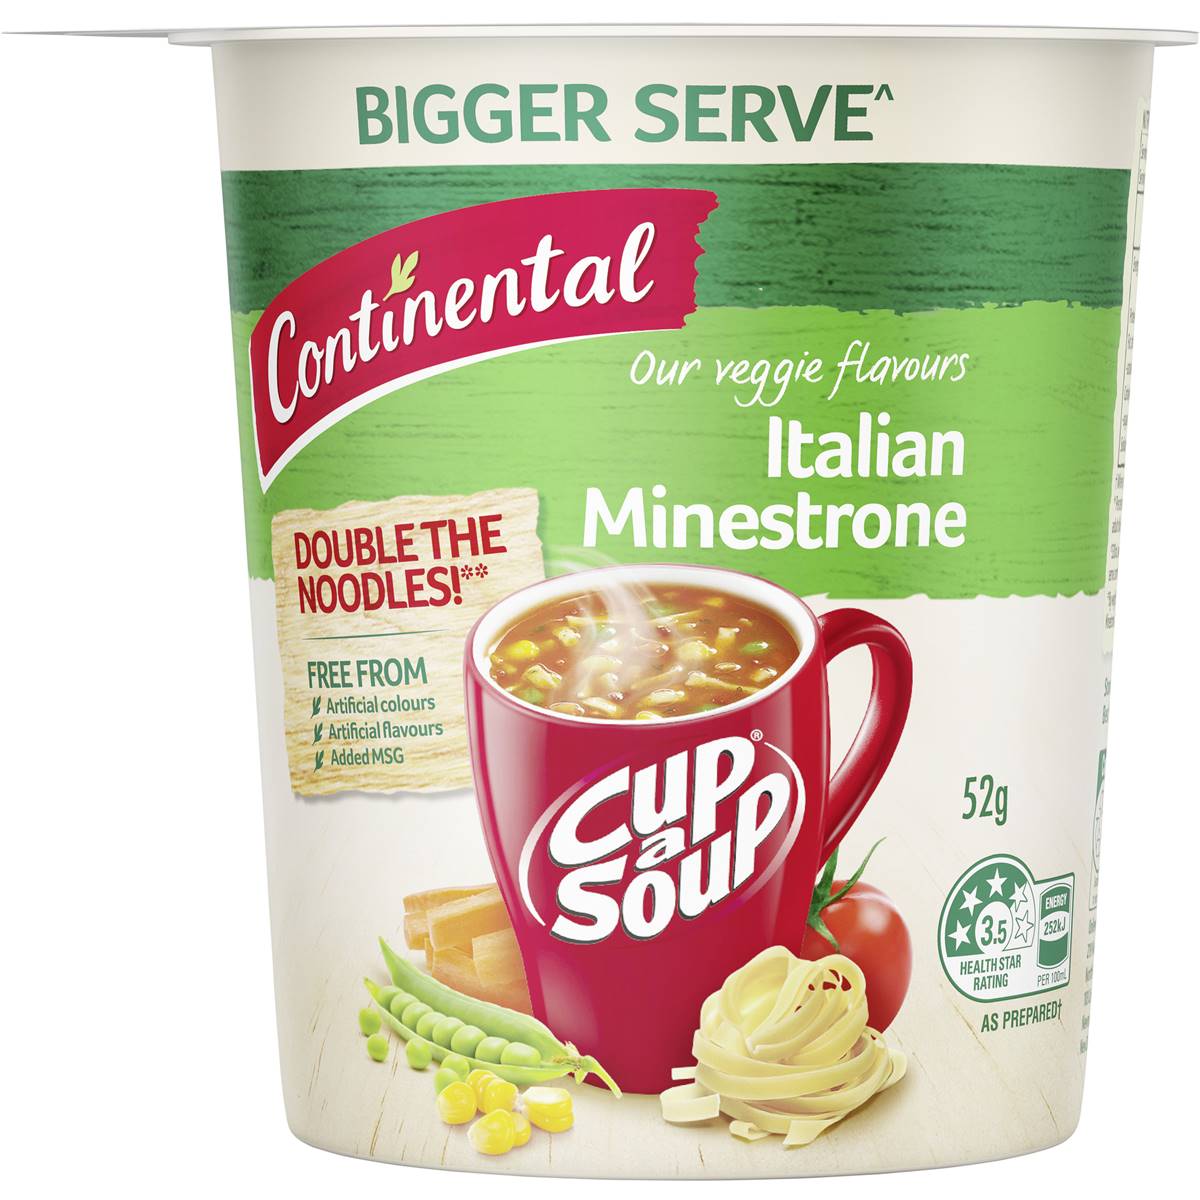 BIGGER SERVE^
Continental
Our veggie flavours
Italian
Minestrone
DOUBLE THE
NOODLES!**
FREE FROM
Artificial colours
Artificial flavours
Added MSG
CUP
a
SOUP®
52g
3.5
HEALTH STAR
RATING
ENERGY
252kJ
PER 100mL
AS PREPARED†